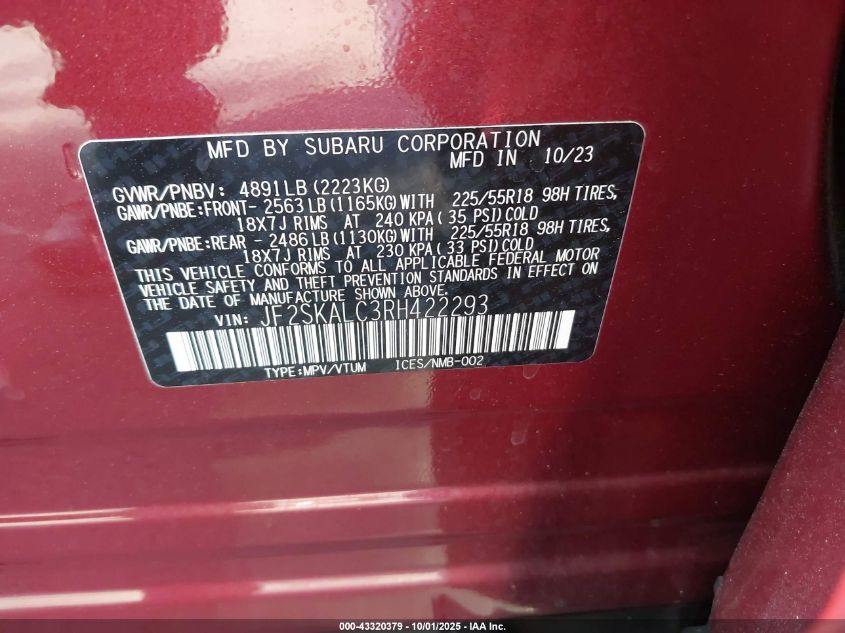 MFD BY SUBARU CORPORATION
MFD IN 10/23
GVWR/PNBV: 4891LB(2223KG)
GAWR/PNBE:FRONT- 2563LB(1165KG)WITH 225/55R18 98H TIRES,
18X7J RIMS AT 240 KPA(35 PSI)COLD
GAWR/PNBE:REAR - 2486LB(1130KG)WITH 225/55R18 98H TIRES,
18X7J RIMS AT 230 KPA(33 PSI)COLD
THIS VEHICLE CONFORMS TO ALL APPLICABLE FEDERAL MOTOR
VEHICLE SAFETY AND THEFT PREVENTION STANDARDS IN EFFECT ON
THE DATE OF MANUFACTURE SHOWN ABOVE.
VIN: JF2SKALC3RH422293
TYPE:MPV/VTUM ICES/NMB-002
000-43320379 - 10/01/2025 - IAA Inc.